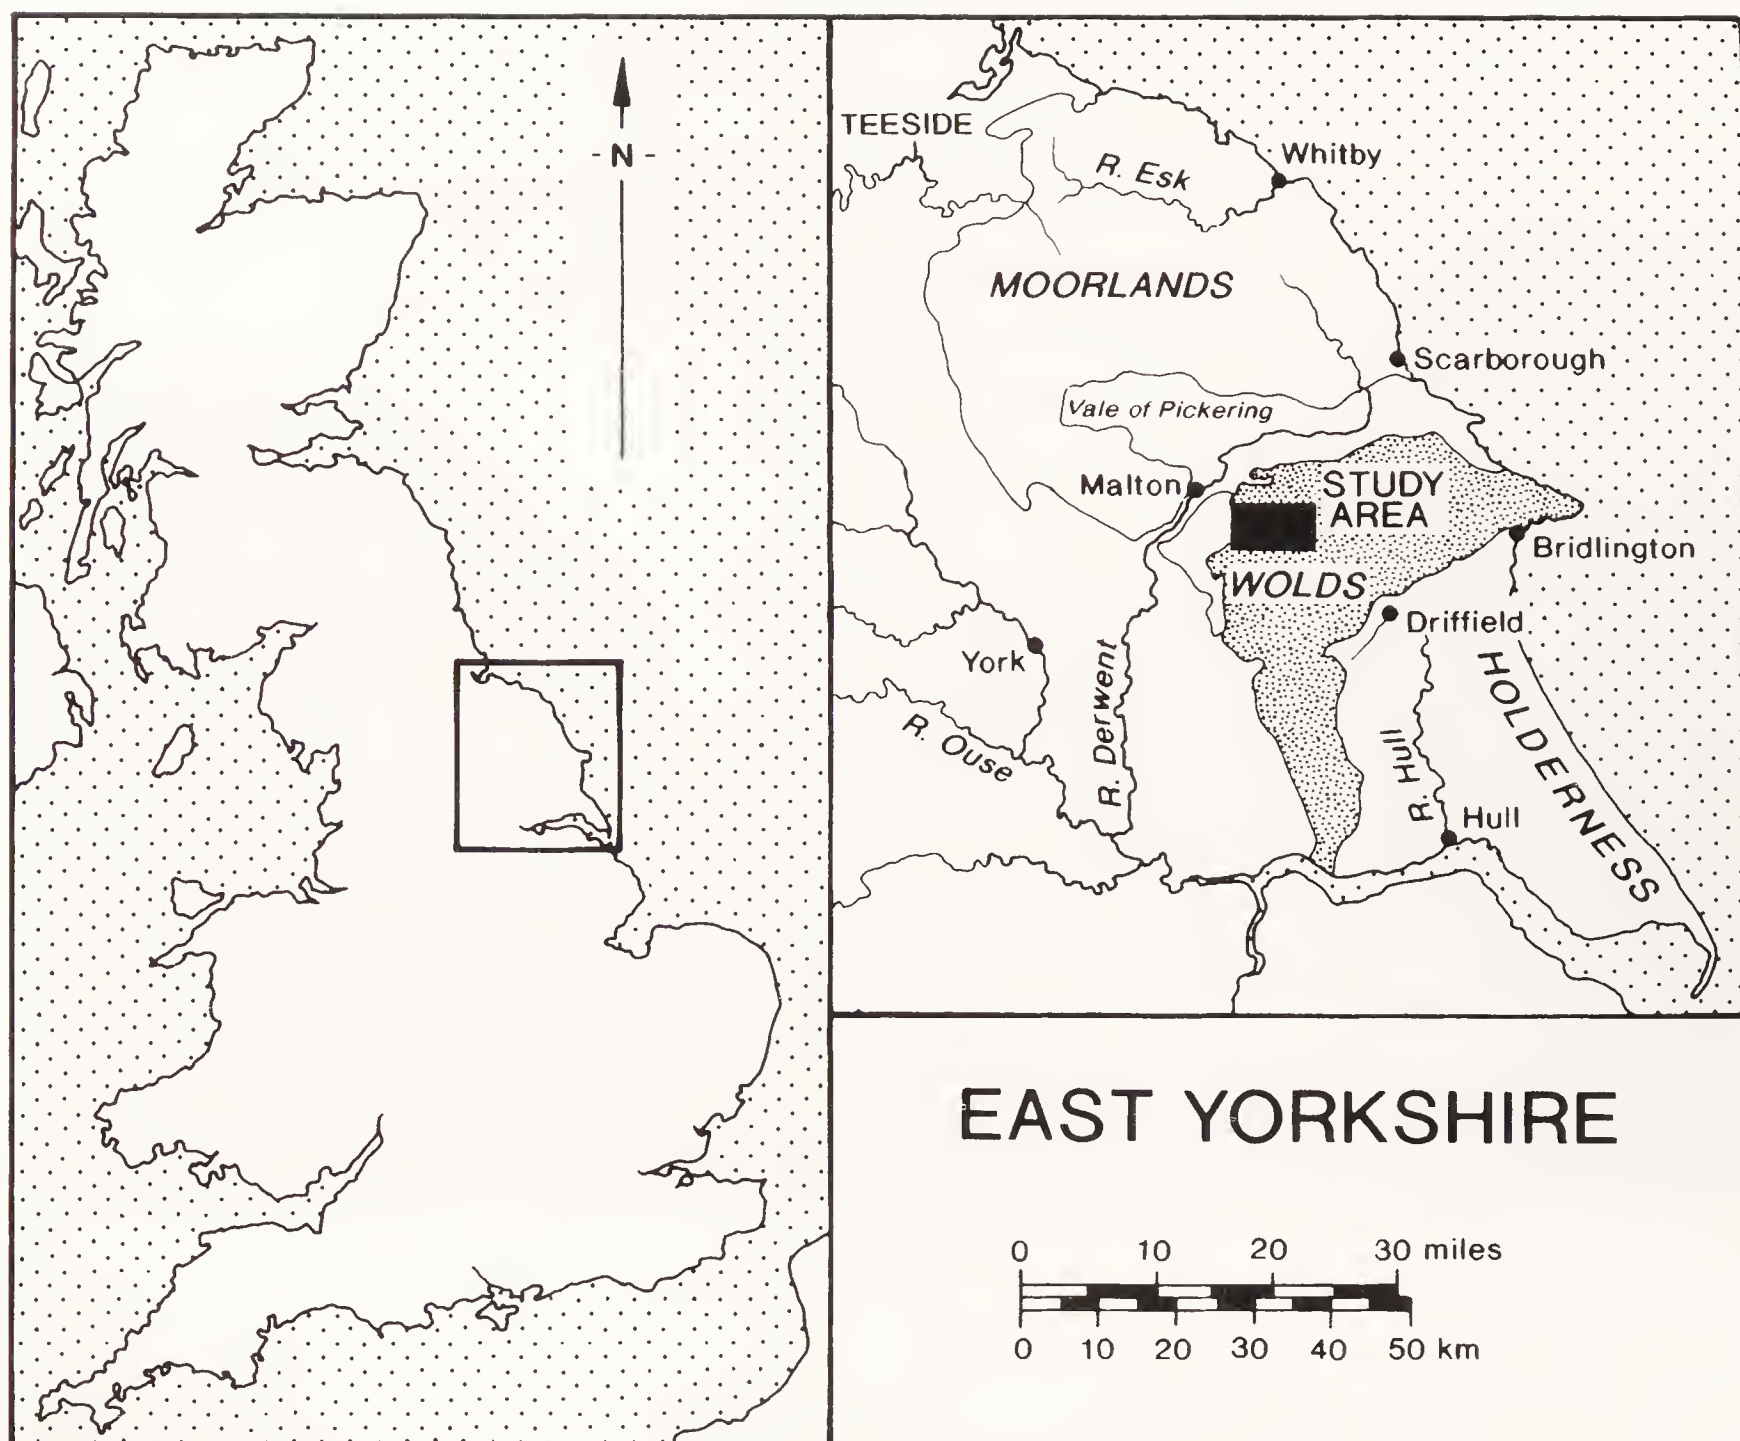 - N -
TEESIDE
R. Esk
Whitby
MOORLANDS
Scarborough
Vale of Pickering
Malton
STUDY
AREA
Bridlington
WOLDS
Driffield
York
R. Derwent
R. Ouse
R. Hull
HOLDERNESS
Hull
EAST YORKSHIRE
0 10 20 30 miles
0 10 20 30 40 50 km